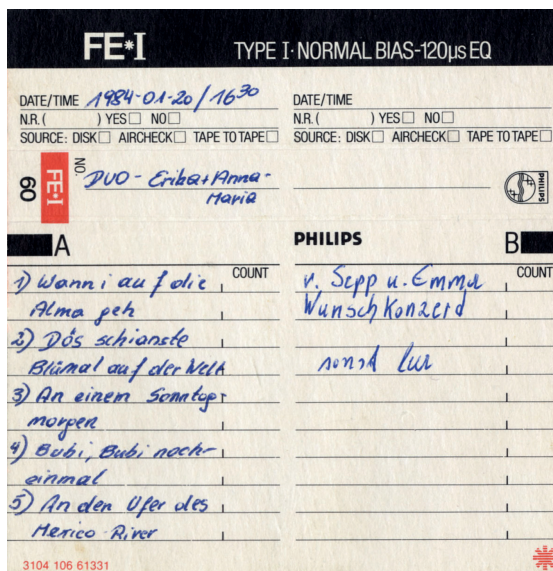 FE*I TYPE I·NORMAL BIAS-120µs EQ
DATE/TIME 1984-01-20/16³⁰
N.R.( ) YES□ NO□
SOURCE: DISK□ AIRCHECK□ TAPE TO TAPE□
DATE/TIME
N.R.( ) YES□ NO□
SOURCE: DISK□ AIRCHECK□ TAPE TO TAPE□
60 FE·I NO. DUO - Erika + Anna-
Maria
PHILIPS
A
COUNT
1) Wann i auf die
Alma geh
2) Dös schianste
Blümal auf der Welt
3) An einem Sonntag
morgen
4) Bubi, Bubi noch-
einmal
5) An den Ufer des
Mexico River
3104 106 61331
PHILIPS B
COUNT
v. Sepp u. Emma
Wunsch Konzerd
sonst